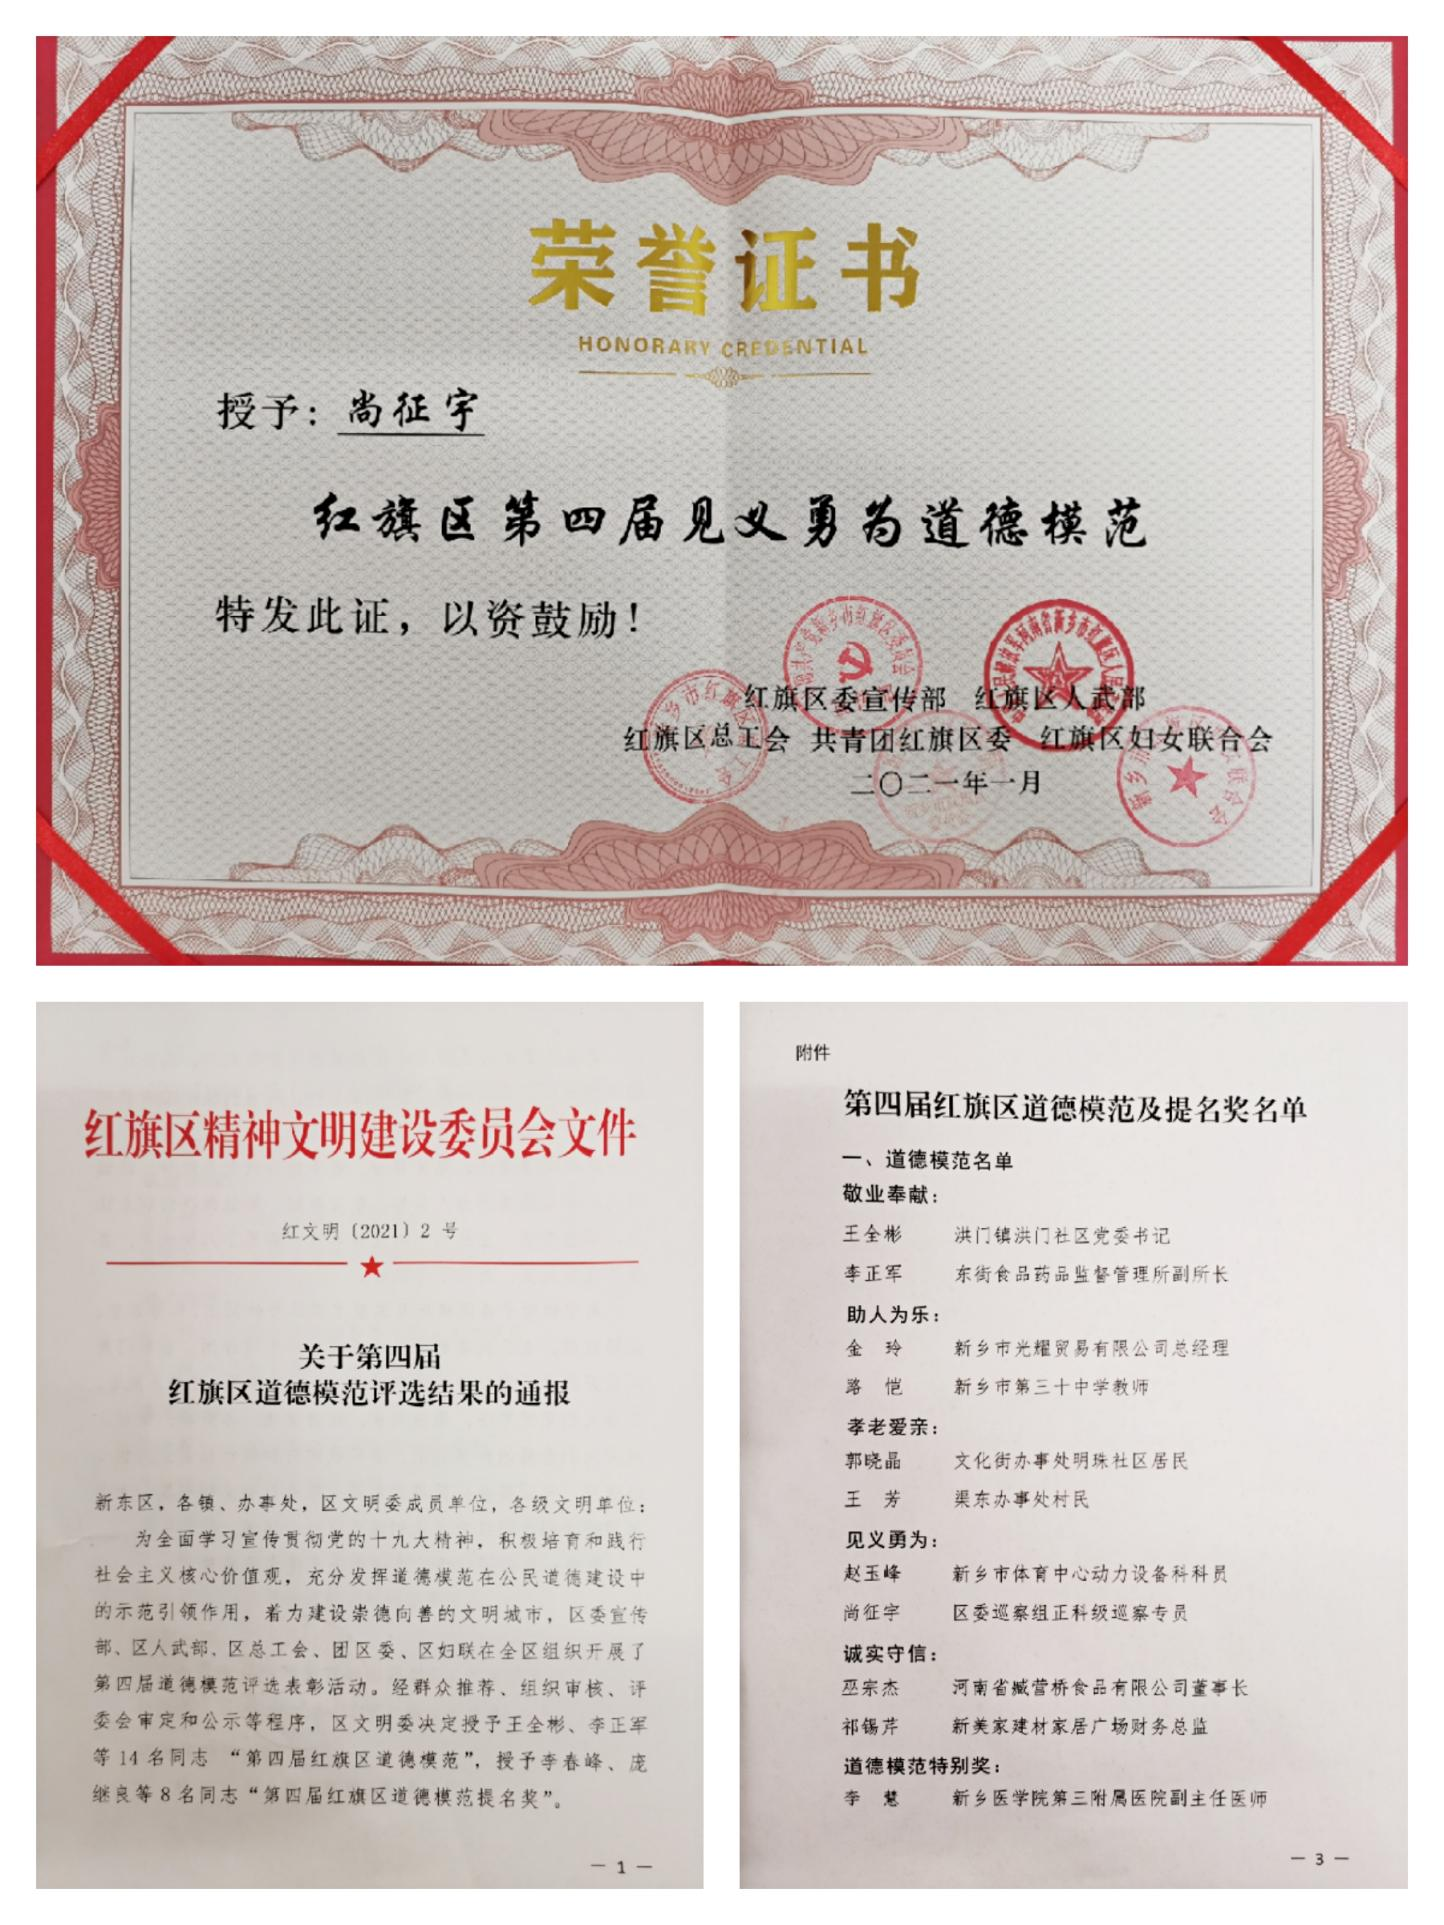 荣誉证书
HONORARY CREDENTIAL
授予：尚征宇
红旗区第四届见义勇为道德模范
特发此证，以资鼓励！
红旗区委宣传部 红旗区人武部
红旗区总工会 共青团红旗区委 红旗区妇女联合会
二〇二一年一月
红旗区精神文明建设委员会文件
红文明〔2021〕2 号
关于第四届
红旗区道德模范评选结果的通报
新东区，各镇、办事处，区文明委成员单位，各级文明单位：
为全面学习宣传贯彻党的十九大精神，积极培育和践行
社会主义核心价值观，充分发挥道德模范在公民道德建设中
的示范引领作用，着力建设崇德向善的文明城市，区委宣传
部、区人武部、区总工会、团区委、区妇联在全区组织开展了
第四届道德模范评选表彰活动。经群众推荐、组织审核、评
委会审定和公示等程序，区文明委决定授予王全彬、李正军
等 14 名同志 “第四届红旗区道德模范”，授予李春峰、庞
继良等 8 名同志“第四届红旗区道德模范提名奖”。
— 1 —
附件
第四届红旗区道德模范及提名奖名单
一、道德模范名单
敬业奉献：
王全彬 洪门镇洪门社区党委书记
李正军 东街食品药品监督管理所副所长
助人为乐：
金 玲 新乡市光耀贸易有限公司总经理
路 恺 新乡市第三十中学教师
孝老爱亲：
郭晓晶 文化街办事处明珠社区居民
王 芳 渠东办事处村民
见义勇为：
赵玉峰 新乡市体育中心动力设备科科员
尚征宇 区委巡察组正科级巡察专员
诚实守信：
巫宗杰 河南省臧营桥食品有限公司董事长
祁锡芹 新美家建材家居广场财务总监
道德模范特别奖：
李 慧 新乡医学院第三附属医院副主任医师
— 3 —